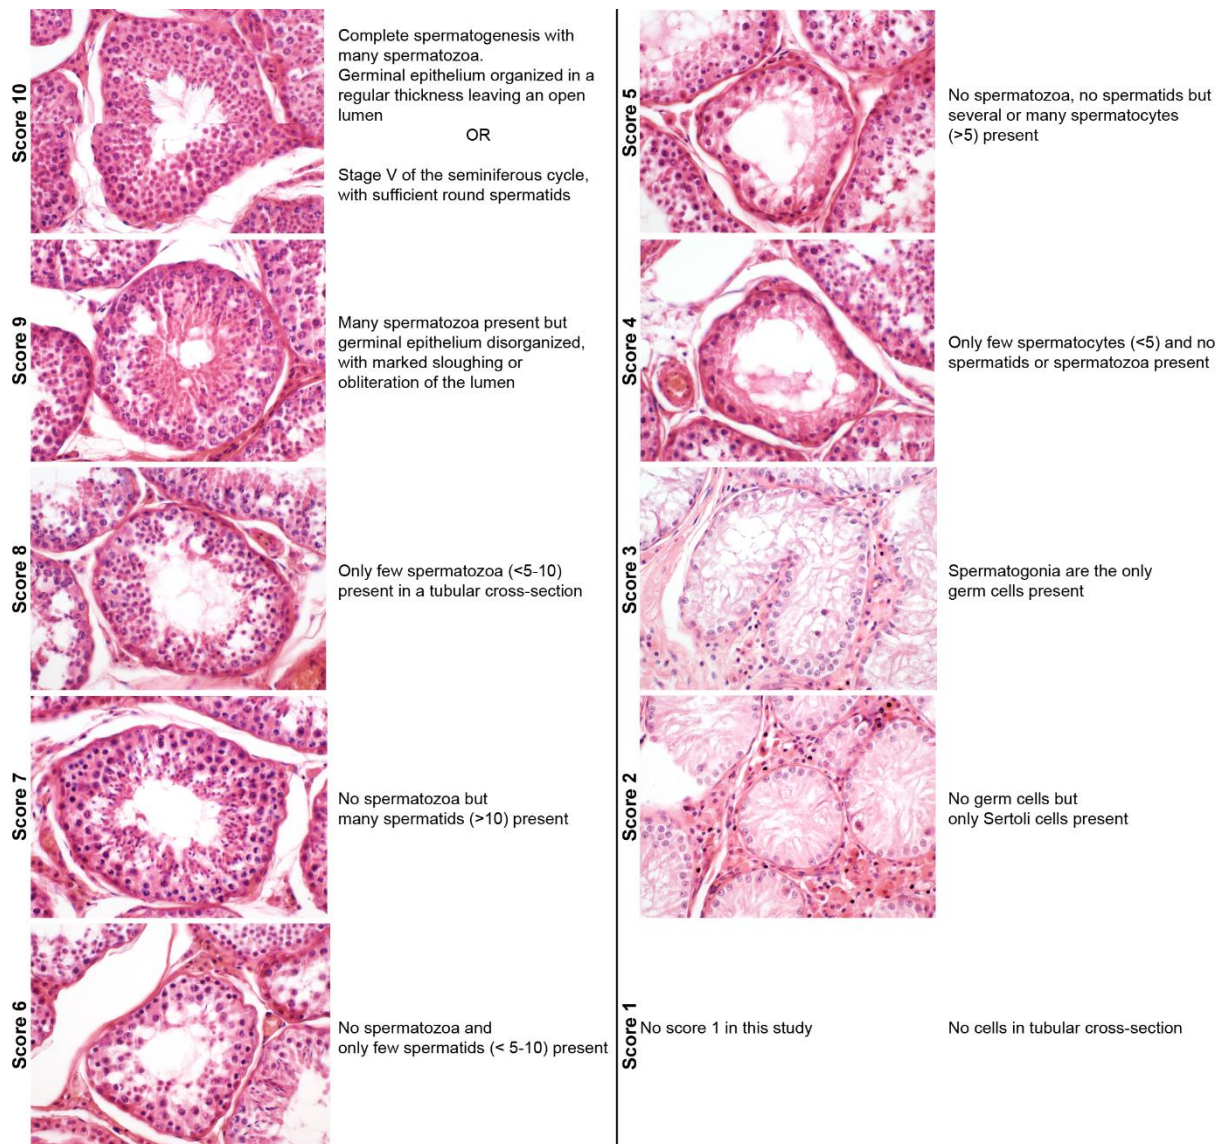 Score 10
Complete spermatogenesis with
many spermatozoa.
Germinal epithelium organized in a
regular thickness leaving an open
lumen
OR
Stage V of the seminiferous cycle,
with sufficient round spermatids
Score 9
Many spermatozoa present but
germinal epithelium disorganized,
with marked sloughing or
obliteration of the lumen
Score 8
Only few spermatozoa (<5-10)
present in a tubular cross-section
Score 7
No spermatozoa but
many spermatids (>10) present
Score 6
No spermatozoa and
only few spermatids (< 5-10) present
Score 5
No spermatozoa, no spermatids but
several or many spermatocytes
(>5) present
Score 4
Only few spermatocytes (<5) and no
spermatids or spermatozoa present
Score 3
Spermatogonia are the only
germ cells present
Score 2
No germ cells but
only Sertoli cells present
Score 1
No score 1 in this study
No cells in tubular cross-section